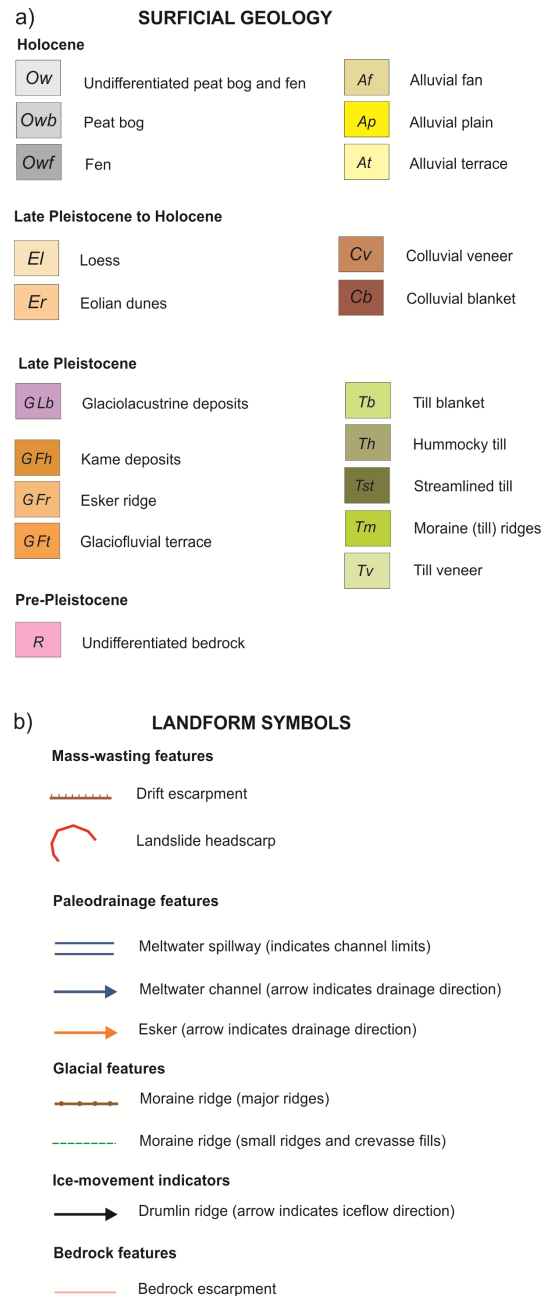 a) SURFICIAL GEOLOGY
Holocene
Ow Undifferentiated peat bog and fen
Owb Peat bog
Owf Fen
Af Alluvial fan
Ap Alluvial plain
At Alluvial terrace
Late Pleistocene to Holocene
El Loess
Er Eolian dunes
Cv Colluvial veneer
Cb Colluvial blanket
Late Pleistocene
GLb Glaciolacustrine deposits
GFh Kame deposits
GFr Esker ridge
GFt Glaciofluvial terrace
Tb Till blanket
Th Hummocky till
Tst Streamlined till
Tm Moraine (till) ridges
Tv Till veneer
Pre-Pleistocene
R Undifferentiated bedrock
b) LANDFORM SYMBOLS
Mass-wasting features
Drift escarpment
Landslide headscarp
Paleodrainage features
Meltwater spillway (indicates channel limits)
Meltwater channel (arrow indicates drainage direction)
Esker (arrow indicates drainage direction)
Glacial features
Moraine ridge (major ridges)
Moraine ridge (small ridges and crevasse fills)
Ice-movement indicators
Drumlin ridge (arrow indicates iceflow direction)
Bedrock features
Bedrock escarpment